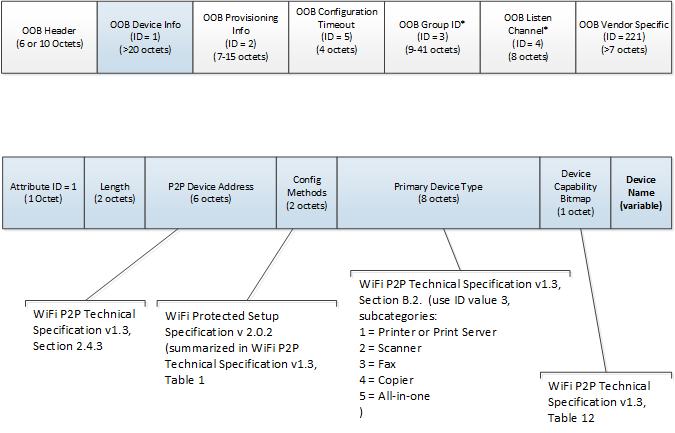 OOB Header
(6 or 10 Octets)
OOB Device Info
(ID = 1)
(>20 octets)
OOB Provisioning
Info
(ID = 2)
(7-15 octets)
OOB Configuration
Timeout
(ID = 5)
(4 octets)
OOB Group ID*
(ID = 3)
(9-41 octets)
OOB Listen
Channel*
(ID= 4)
(8 octets)
OOB Vendor Specific
(ID = 221)
(>7 octets)
Attribute ID = 1
(1 Octet)
Length
(2 octets)
P2P Device Address
(6 octets)
Config
Methods
(2 octets)
Primary Device Type
(8 octets)
Device
Capability
Bitmap
(1 octet)
Device
Name
(variable)
WiFi P2P Technical
Specification v1.3,
Section 2.4.3
WiFi Protected Setup
Specification v 2.0.2
(summarized in WiFi P2P
Technical Specification v1.3,
Table 1
WiFi P2P Technical Specification v1.3,
Section B.2. (use ID value 3,
subcategories:
1 = Printer or Print Server
2 = Scanner
3 = Fax
4 = Copier
5 = All-in-one
)
WiFi P2P Technical
Specification v1.3,
Table 12